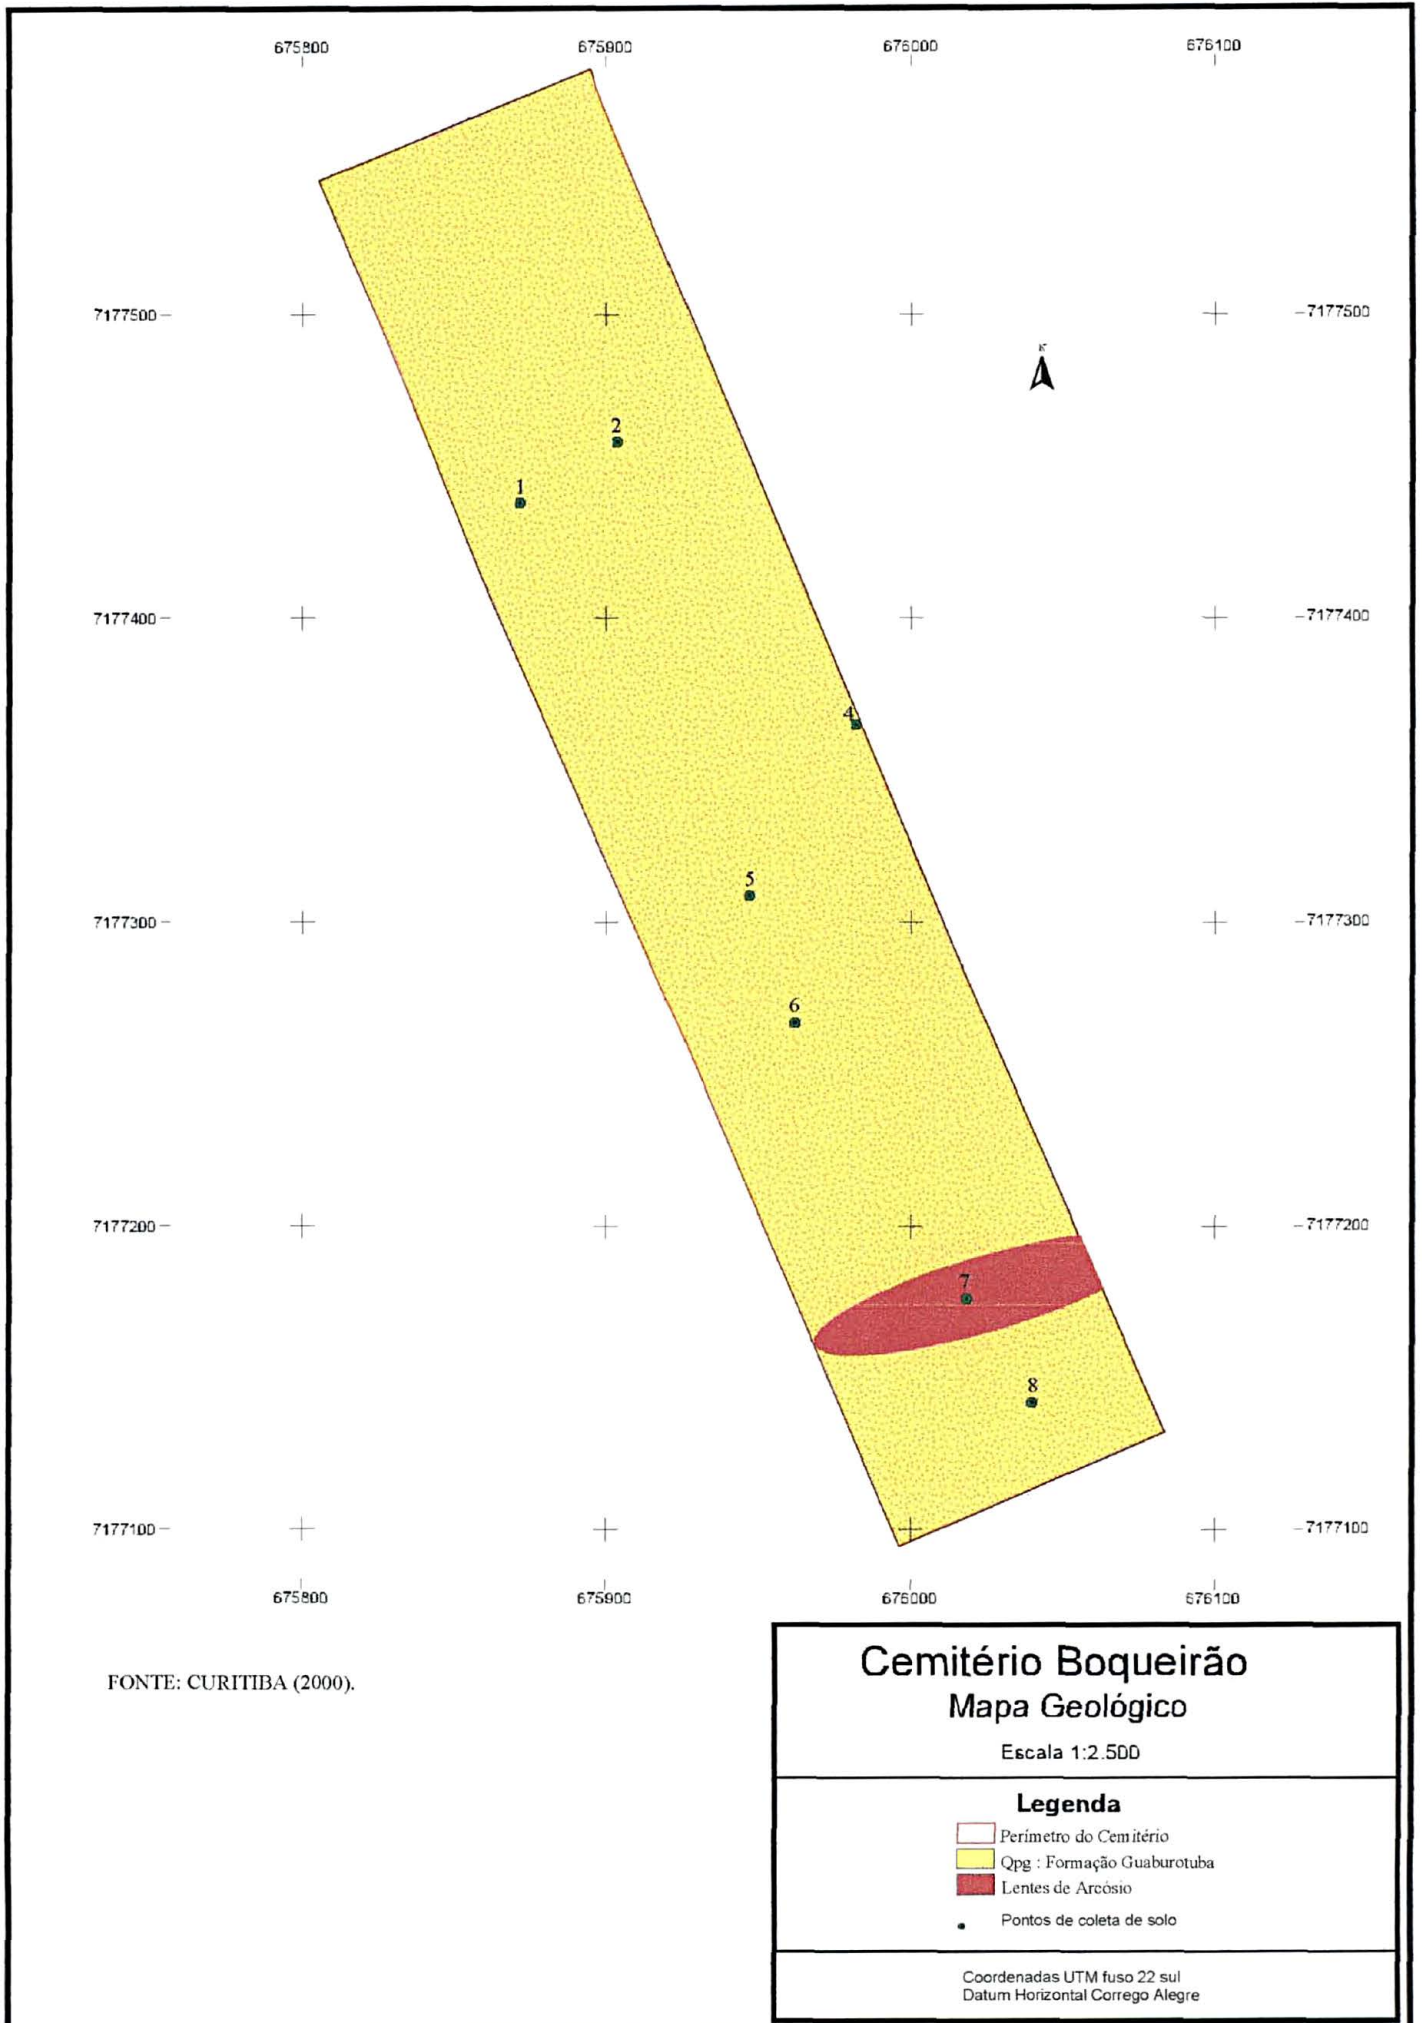 675800 675900 676000 676100
7177500 7177500
2
1
7177400 7177400
4
5
7177300 7177300
6
7177200 7177200
7
8
7177100 7177100
675800 675900 676000 676100
FONTE: CURITIBA (2000).
Cemitério Boqueirão
Mapa Geológico
Escala 1:2.500
Legenda
Perímetro do Cemitério
Qpg : Formação Guaburotuba
Lentes de Arcósio
Pontos de coleta de solo
Coordenadas UTM fuso 22 sul
Datum Horizontal Corrego Alegre